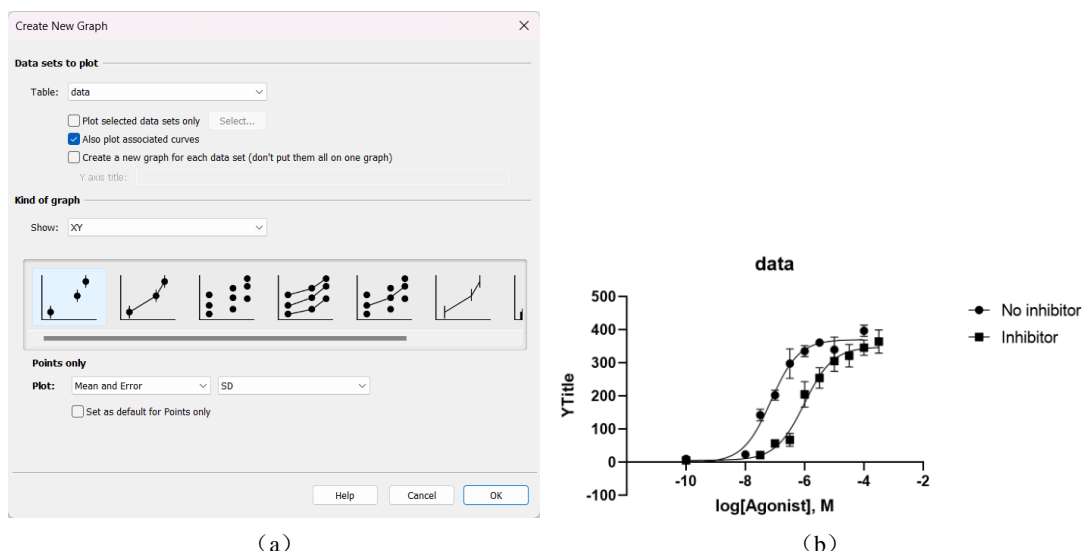 Create New Graph
Data sets to plot
Table: data
Plot selected data sets only Select...
Also plot associated curves
Create a new graph for each data set (don't put them all on one graph)
Y axis title:
Kind of graph
Show: XY
Points only
Plot: Mean and Error SD
Set as default for Points only
Help Cancel OK
(a)
data
500
400
300
200
100
0
-100
-10 -8 -6 -4 -2
YTitle
log[Agonist], M
No inhibitor
Inhibitor
(b)